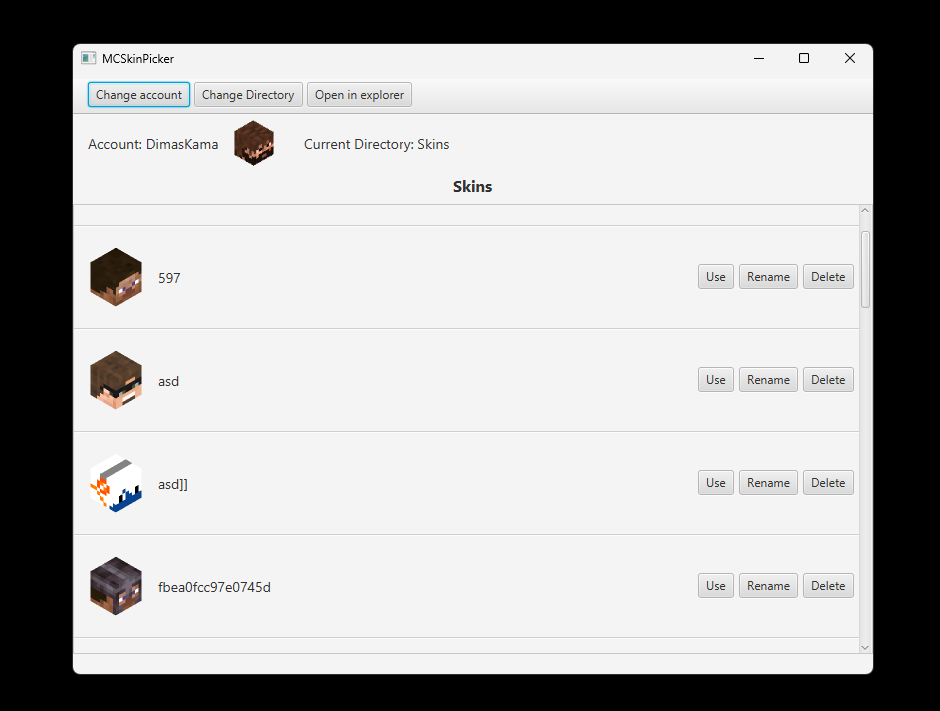 MCSkinPicker
Change account Change Directory Open in explorer
Account: DimasKama Current Directory: Skins
Skins
597 Use Rename Delete
asd Use Rename Delete
asd]] Use Rename Delete
fbea0fcc97e0745d Use Rename Delete